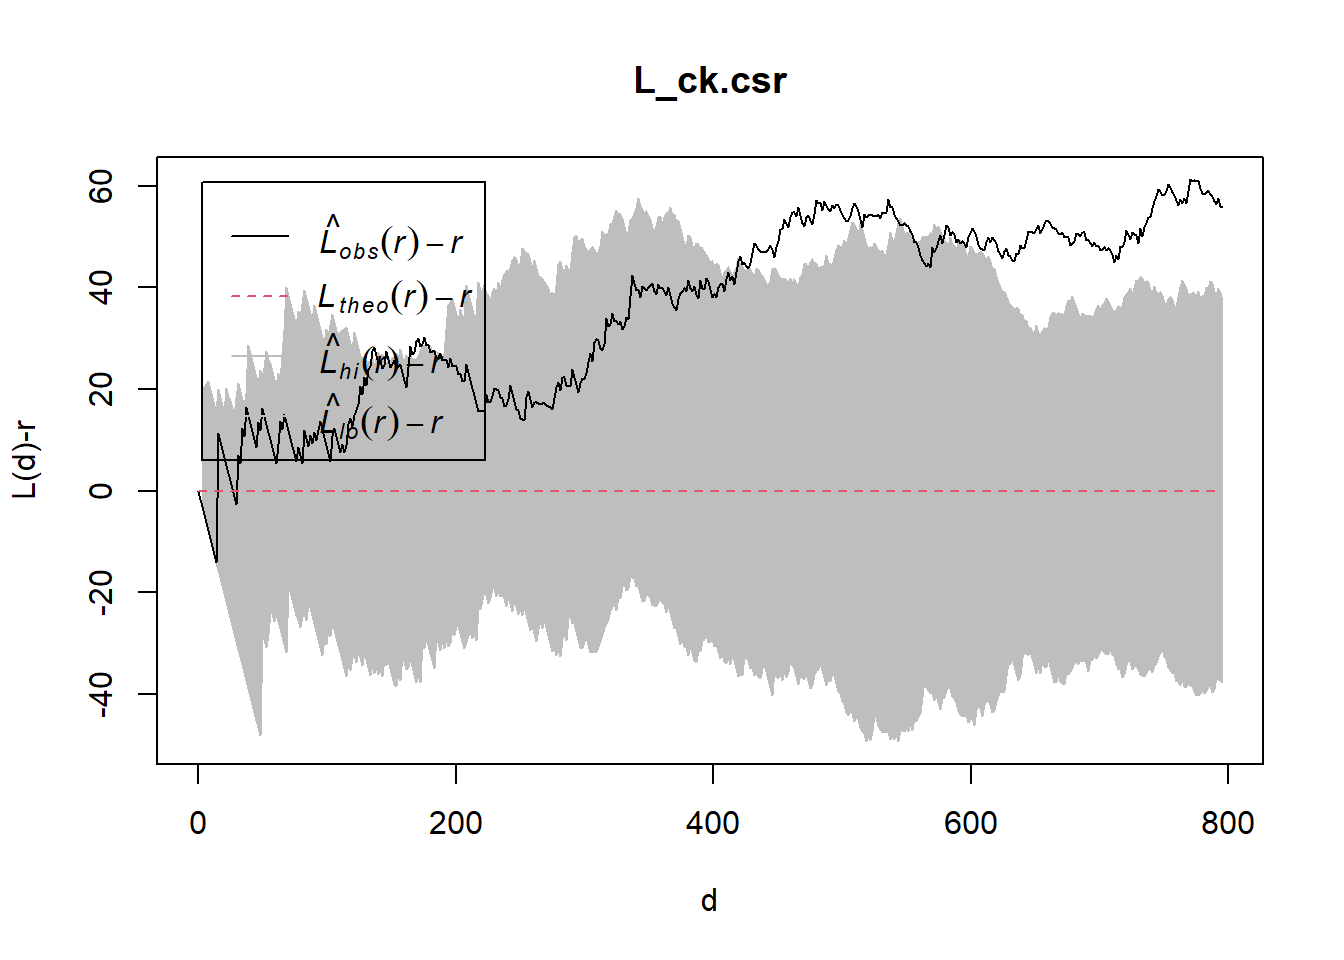 L_ck.csr
L(d)-r
60
40
20
0
-20
-40
L̂obs(r) – r
Ltheo(r) – r
L̂hi(r) – r
L̂lo(r) – r
0 200 400 600 800
d